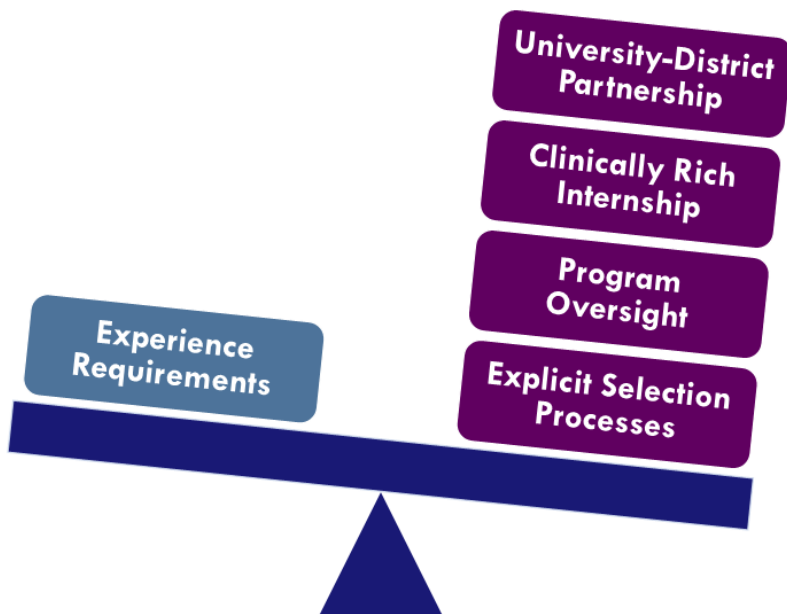 University-District
Partnership
Clinically Rich
Internship
Program
Oversight
Experience
Requirements
Explicit Selection
Processes